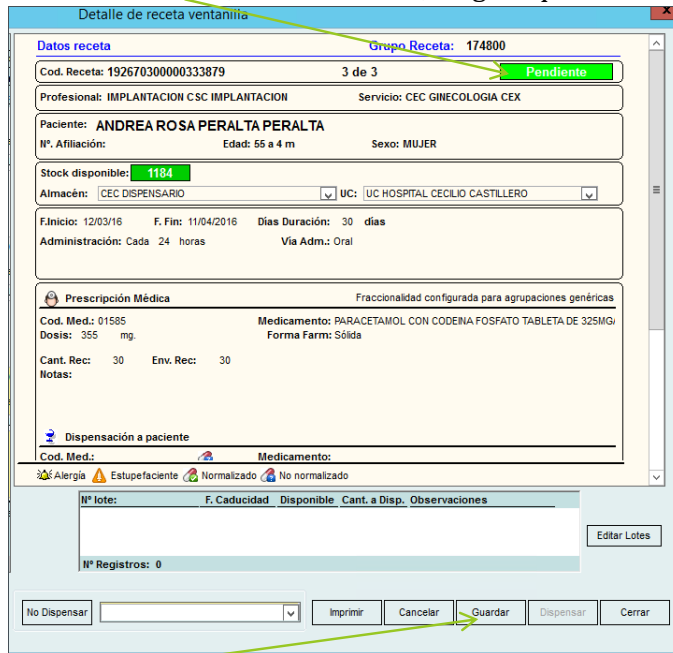 Detalle de receta ventanilla
x
Datos receta Grupo Receta: 174800
Cod. Receta: 192670300000333879 3 de 3 Pendiente
Profesional: IMPLANTACION CSC IMPLANTACION Servicio: CEC GINECOLOGIA CEX
Paciente: ANDREA ROSA PERALTA PERALTA
Nº. Afiliación: Edad: 55 a 4 m Sexo: MUJER
Stock disponible: 1184
Almacén: CEC DISPENSARIO UC: UC HOSPITAL CECILIO CASTILLERO
F.Inicio: 12/03/16 F. Fin: 11/04/2016 Días Duración: 30 días
Administración: Cada 24 horas Vía Adm.: Oral
Prescripción Médica Fraccionalidad configurada para agrupaciones genéricas
Cod. Med.: 01585 Medicamento: PARACETAMOL CON CODEINA FOSFATO TABLETA DE 325MG/
Dosis: 355 mg. Forma Farm: Sólida
Cant. Rec: 30 Env. Rec: 30
Notas:
Dispensación a paciente
Cod. Med.: Medicamento:
Alergía Estupefaciente Normalizado No normalizado
Nº lote: F. Caducidad Disponible Cant. a Disp. Observaciones
Editar Lotes
Nº Registros: 0
No Dispensar Imprimir Cancelar Guardar Dispensar Cerrar